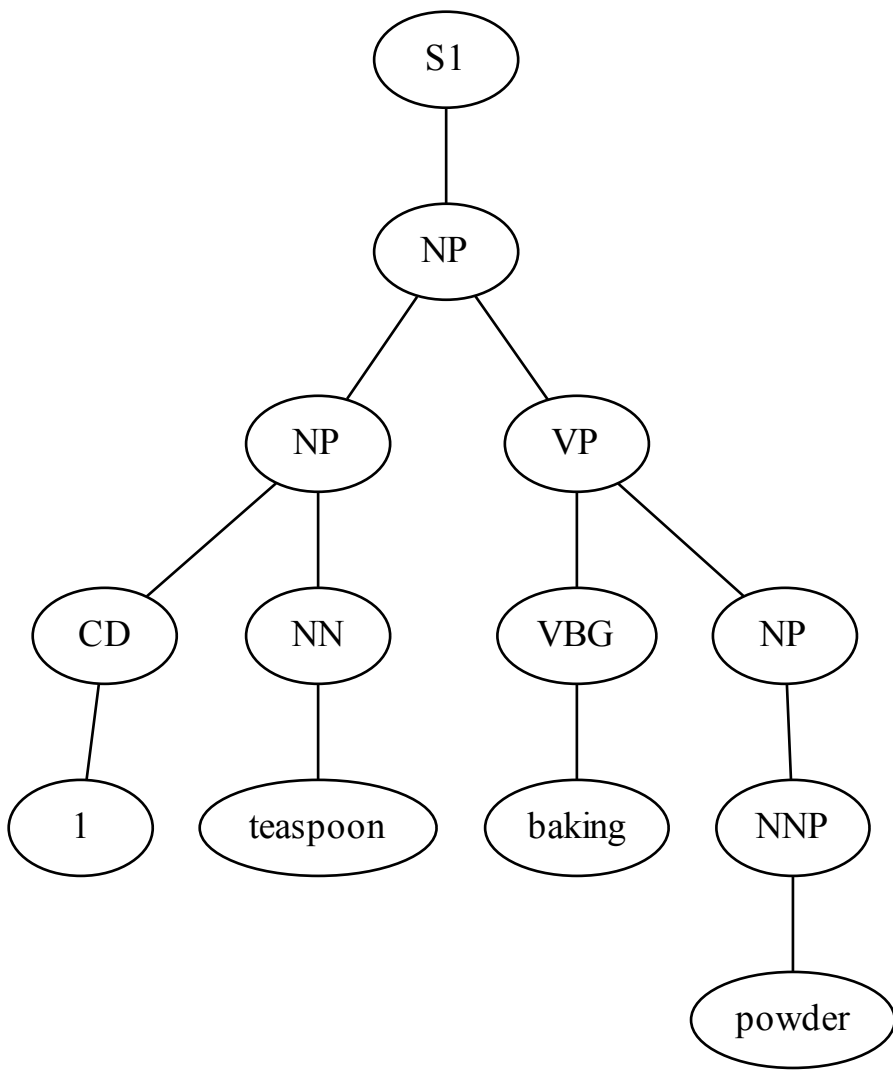 S1
NP
NP VP
CD NN VBG NP
1 teaspoon baking NNP
powder